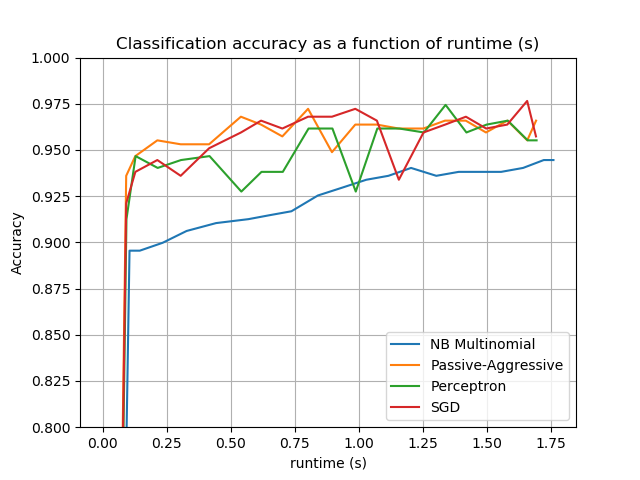 Classification accuracy as a function of runtime (s)
1.000
0.975
0.950
0.925
0.900
0.875
0.850
0.825
0.800
Accuracy
NB Multinomial
Passive-Aggressive
Perceptron
SGD
0.00 0.25 0.50 0.75 1.00 1.25 1.50 1.75
runtime (s)